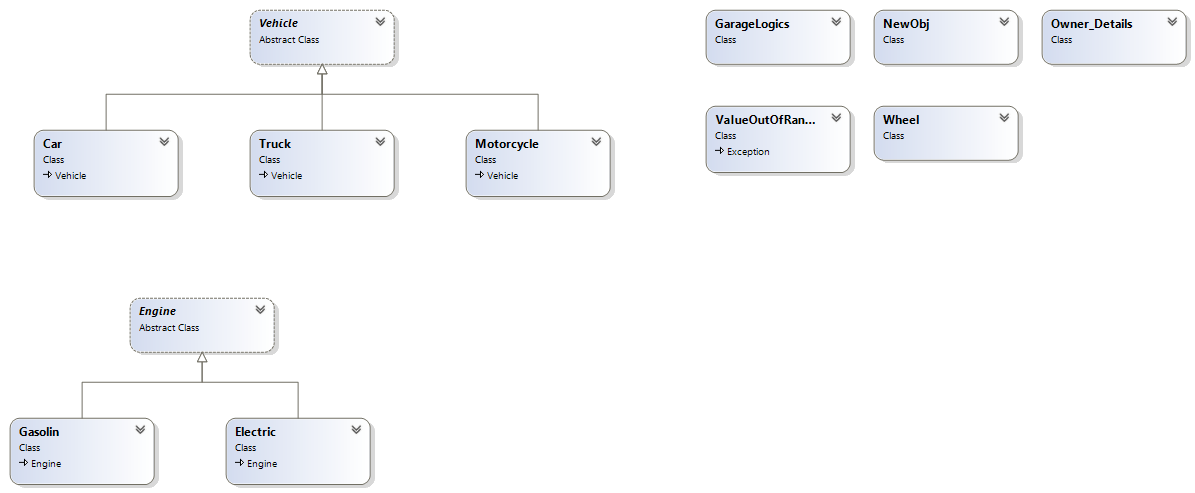 Vehicle
Abstract Class
Car
Class
Vehicle
Truck
Class
Vehicle
Motorcycle
Class
Vehicle
GarageLogics
Class
NewObj
Class
Owner_Details
Class
ValueOutOfRan...
Class
Exception
Wheel
Class
Engine
Abstract Class
Gasolin
Class
Engine
Electric
Class
Engine